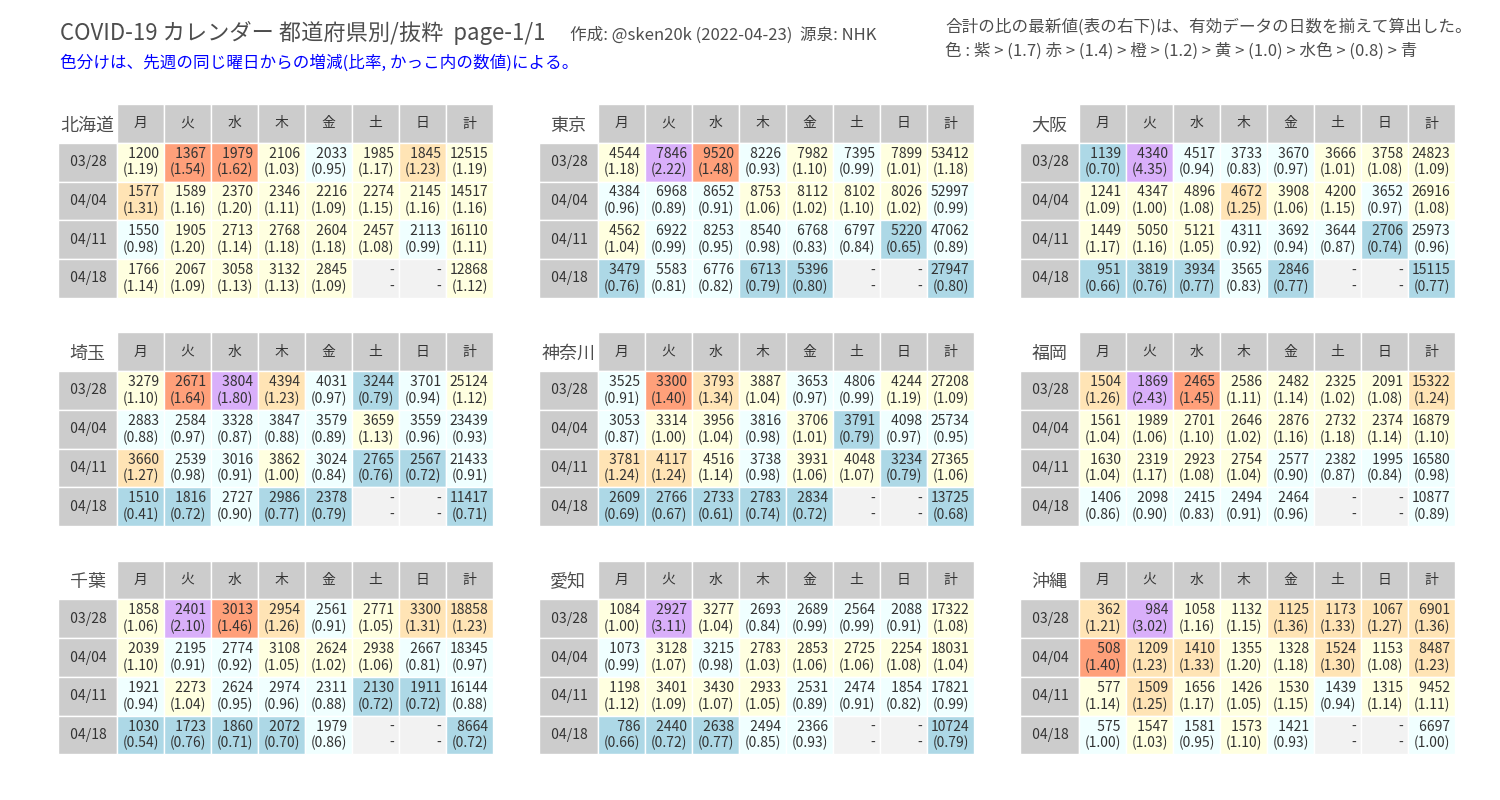 COVID-19 カレンダー 都道府県別/抜粋 page-1/1 作成: @sken20k (2022-04-23) 源泉: NHK
色分けは、先週の同じ曜日からの増減(比率, かっこ内の数値)による。
合計の比の最新値(表の右下)は、有効データの日数を揃えて算出した。
色 : 紫 > (1.7) 赤 > (1.4) > 橙 > (1.2) > 黄 > (1.0) > 水色 > (0.8) > 青
北海道 月 火 水 木 金 土 日 計
03/28 1200 1367 1979 2106 2033 1985 1845 12515
(1.19) (1.54) (1.62) (1.03) (0.95) (1.17) (1.23) (1.19)
04/04 1577 1589 2370 2346 2216 2274 2145 14517
(1.31) (1.16) (1.20) (1.11) (1.09) (1.15) (1.16) (1.16)
04/11 1550 1905 2713 2768 2604 2457 2113 16110
(0.98) (1.20) (1.14) (1.18) (1.18) (1.08) (0.99) (1.11)
04/18 1766 2067 3058 3132 2845 - - 12868
(1.14) (1.09) (1.13) (1.13) (1.09) - - (1.12)
東京 月 火 水 木 金 土 日 計
03/28 4544 7846 9520 8226 7982 7395 7899 53412
(1.18) (2.22) (1.48) (0.93) (1.10) (0.99) (1.01) (1.18)
04/04 4384 6968 8652 8753 8112 8102 8026 52997
(0.96) (0.89) (0.91) (1.06) (1.02) (1.10) (1.02) (0.99)
04/11 4562 6922 8253 8540 6768 6797 5220 47062
(1.04) (0.99) (0.95) (0.98) (0.83) (0.84) (0.65) (0.89)
04/18 3479 5583 6776 6713 5396 - - 27947
(0.76) (0.81) (0.82) (0.79) (0.80) - - (0.80)
大阪 月 火 水 木 金 土 日 計
03/28 1139 4340 4517 3733 3670 3666 3758 24823
(0.70) (4.35) (0.94) (0.83) (0.97) (1.01) (1.08) (1.09)
04/04 1241 4347 4896 4672 3908 4200 3652 26916
(1.09) (1.00) (1.08) (1.25) (1.06) (1.15) (0.97) (1.08)
04/11 1449 5050 5121 4311 3692 3644 2706 25973
(1.17) (1.16) (1.05) (0.92) (0.94) (0.87) (0.74) (0.96)
04/18 951 3819 3934 3565 2846 - - 15115
(0.66) (0.76) (0.77) (0.83) (0.77) - - (0.77)
埼玉 月 火 水 木 金 土 日 計
03/28 3279 2671 3804 4394 4031 3244 3701 25124
(1.10) (1.64) (1.80) (1.23) (0.97) (0.79) (0.94) (1.12)
04/04 2883 2584 3328 3847 3579 3659 3559 23439
(0.88) (0.97) (0.87) (0.88) (0.89) (1.13) (0.96) (0.93)
04/11 3660 2539 3016 3862 3024 2765 2567 21433
(1.27) (0.98) (0.91) (1.00) (0.84) (0.76) (0.72) (0.91)
04/18 1510 1816 2727 2986 2378 - - 11417
(0.41) (0.72) (0.90) (0.77) (0.79) - - (0.71)
神奈川 月 火 水 木 金 土 日 計
03/28 3525 3300 3793 3887 3653 4806 4244 27208
(0.91) (1.40) (1.34) (1.04) (0.97) (0.99) (1.19) (1.09)
04/04 3053 3314 3956 3816 3706 3791 4098 25734
(0.87) (1.00) (1.04) (0.98) (1.01) (0.79) (0.97) (0.95)
04/11 3781 4117 4516 3738 3931 4048 3234 27365
(1.24) (1.24) (1.14) (0.98) (1.06) (1.07) (0.79) (1.06)
04/18 2609 2766 2733 2783 2834 - - 13725
(0.69) (0.67) (0.61) (0.74) (0.72) - - (0.68)
福岡 月 火 水 木 金 土 日 計
03/28 1504 1869 2465 2586 2482 2325 2091 15322
(1.26) (2.43) (1.45) (1.11) (1.14) (1.02) (1.08) (1.24)
04/04 1561 1989 2701 2646 2876 2732 2374 16879
(1.04) (1.06) (1.10) (1.02) (1.16) (1.18) (1.14) (1.10)
04/11 1630 2319 2923 2754 2577 2382 1995 16580
(1.04) (1.17) (1.08) (1.04) (0.90) (0.87) (0.84) (0.98)
04/18 1406 2098 2415 2494 2464 - - 10877
(0.86) (0.90) (0.83) (0.91) (0.96) - - (0.89)
千葉 月 火 水 木 金 土 日 計
03/28 1858 2401 3013 2954 2561 2771 3300 18858
(1.06) (2.10) (1.46) (1.26) (0.91) (1.05) (1.31) (1.23)
04/04 2039 2195 2774 3108 2624 2938 2667 18345
(1.10) (0.91) (0.92) (1.05) (1.02) (1.06) (0.81) (0.97)
04/11 1921 2273 2624 2974 2311 2130 1911 16144
(0.94) (1.04) (0.95) (0.96) (0.88) (0.72) (0.72) (0.88)
04/18 1030 1723 1860 2072 1979 - - 8664
(0.54) (0.76) (0.71) (0.70) (0.86) - - (0.72)
愛知 月 火 水 木 金 土 日 計
03/28 1084 2927 3277 2693 2689 2564 2088 17322
(1.00) (3.11) (1.04) (0.84) (0.99) (0.99) (0.91) (1.08)
04/04 1073 3128 3215 2783 2853 2725 2254 18031
(0.99) (1.07) (0.98) (1.03) (1.06) (1.06) (1.08) (1.04)
04/11 1198 3401 3430 2933 2531 2474 1854 17821
(1.12) (1.09) (1.07) (1.05) (0.89) (0.91) (0.82) (0.99)
04/18 786 2440 2638 2494 2366 - - 10724
(0.66) (0.72) (0.77) (0.85) (0.93) - - (0.79)
沖縄 月 火 水 木 金 土 日 計
03/28 362 984 1058 1132 1125 1173 1067 6901
(1.21) (3.02) (1.16) (1.15) (1.36) (1.33) (1.27) (1.36)
04/04 508 1209 1410 1355 1328 1524 1153 8487
(1.40) (1.23) (1.33) (1.20) (1.18) (1.30) (1.08) (1.23)
04/11 577 1509 1656 1426 1530 1439 1315 9452
(1.14) (1.25) (1.17) (1.05) (1.15) (0.94) (1.14) (1.11)
04/18 575 1547 1581 1573 1421 - - 6697
(1.00) (1.03) (0.95) (1.10) (0.93) - - (1.00)